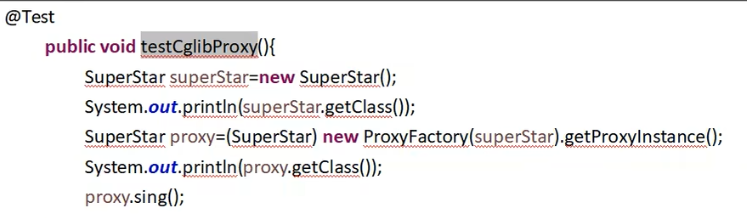 @Test
public void testCglibProxy(){
SuperStar superStar=new SuperStar();
System.out.println(superStar.getClass());
SuperStar proxy=(SuperStar) new ProxyFactory(superStar).getProxyInstance();
System.out.println(proxy.getClass());
proxy.sing();